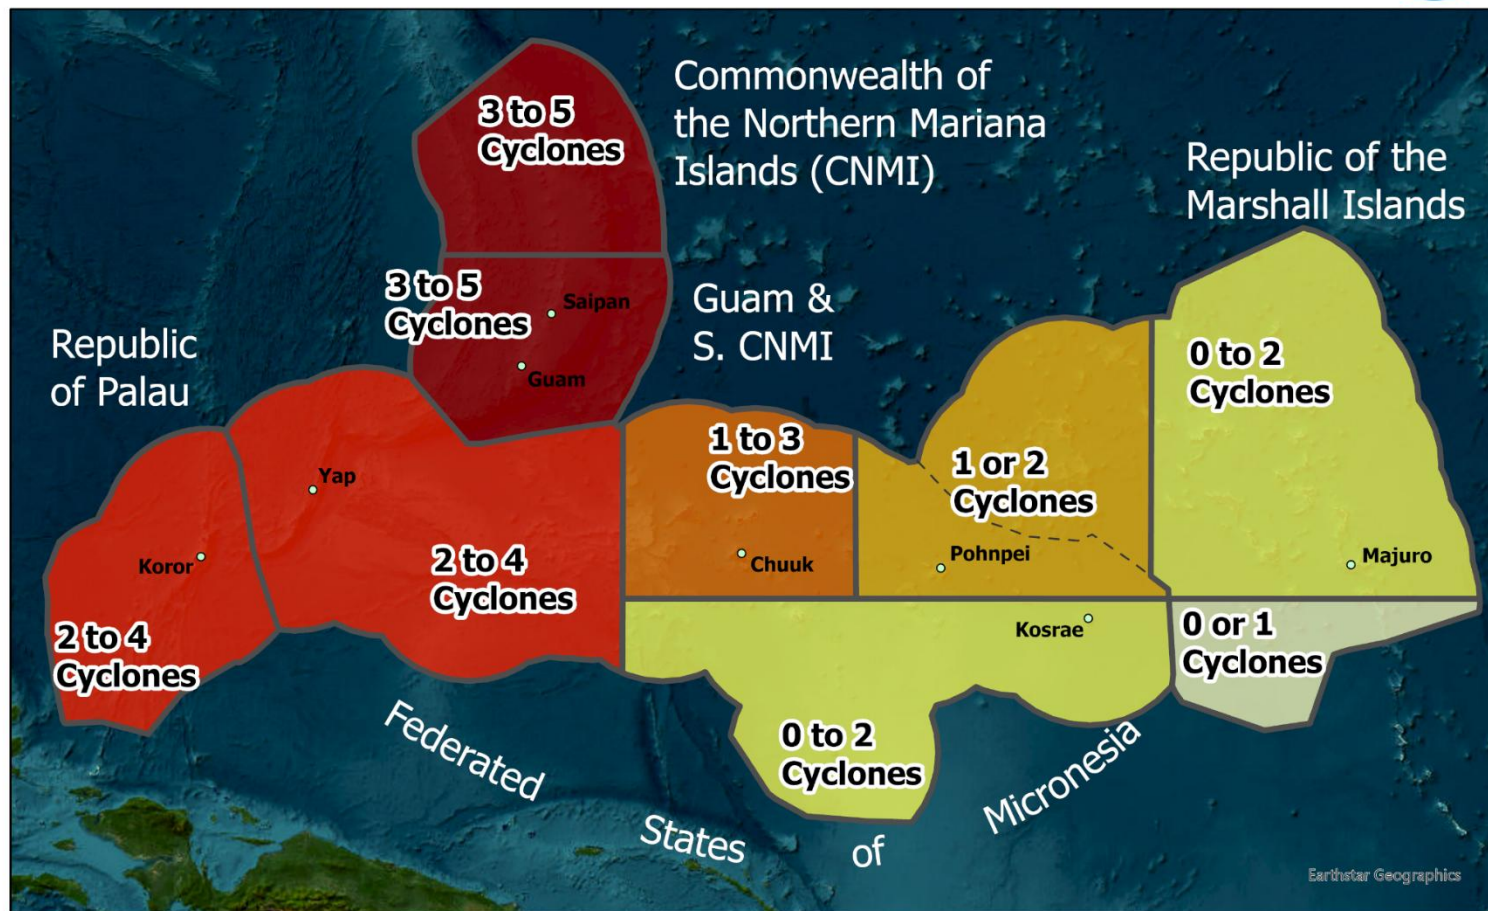 3 to 5
Cyclones
Commonwealth of
the Northern Mariana
Islands (CNMI)
Republic of the
Marshall Islands
3 to 5
Cyclones
Saipan
Guam
Guam &
S. CNMI
Republic
of Palau
0 to 2
Cyclones
1 to 3
Cyclones
1 or 2
Cyclones
Yap
Koror
2 to 4
Cyclones
Chuuk
Pohnpei
Majuro
2 to 4
Cyclones
Kosrae
0 or 1
Cyclones
0 to 2
Cyclones
Federated
States
of
Micronesia
Earthstar Geographics